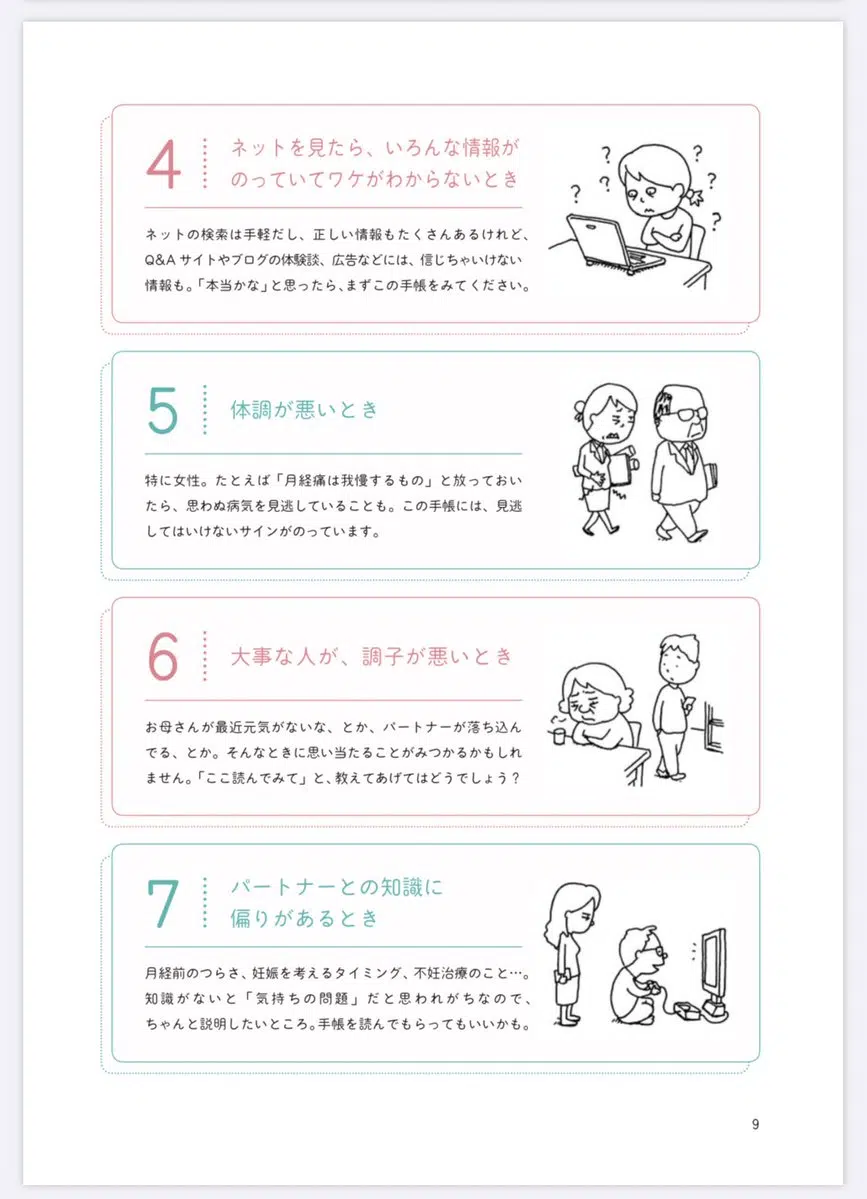 4
ネットを見たら、いろんな情報が
のっていてワケがわからないとき
ネットの検索は手軽だし、正しい情報もたくさんあるけれど、
Q&Aサイトやブログの体験談、広告などには、信じちゃいけない
情報も。「本当かな」と思ったら、まずこの手帳をみてください。
? ? ? ? ? ?
5
体調が悪いとき
特に女性。たとえば「月経痛は我慢するもの」と放っておい
たら、思わぬ病気を見逃していることも。この手帳には、見逃
してはいけないサインがのっています。
6
大事な人が、調子が悪いとき
お母さんが最近元気がないな、とか、パートナーが落ち込ん
でる、とか。そんなときに思い当たることがみつかるかもしれ
ません。「ここ読んでみて」と、教えてあげてはどうでしょう？
7
パートナーとの知識に
偏りがあるとき
月経前のつらさ、妊娠を考えるタイミング、不妊治療のこと…。
知識がないと「気持ちの問題」だと思われがちなので、
ちゃんと説明したいところ。手帳を読んでもらってもいいかも。
9